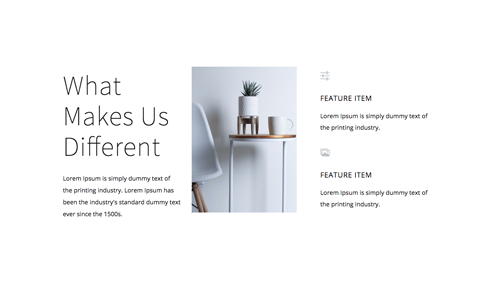 What
Makes Us
Different
Lorem Ipsum is simply dummy text of
the printing industry. Lorem Ipsum has
been the industry's standard dummy text
ever since the 1500s.
FEATURE ITEM
Lorem Ipsum is simply dummy text of
the printing industry.
FEATURE ITEM
Lorem Ipsum is simply dummy text of
the printing industry.